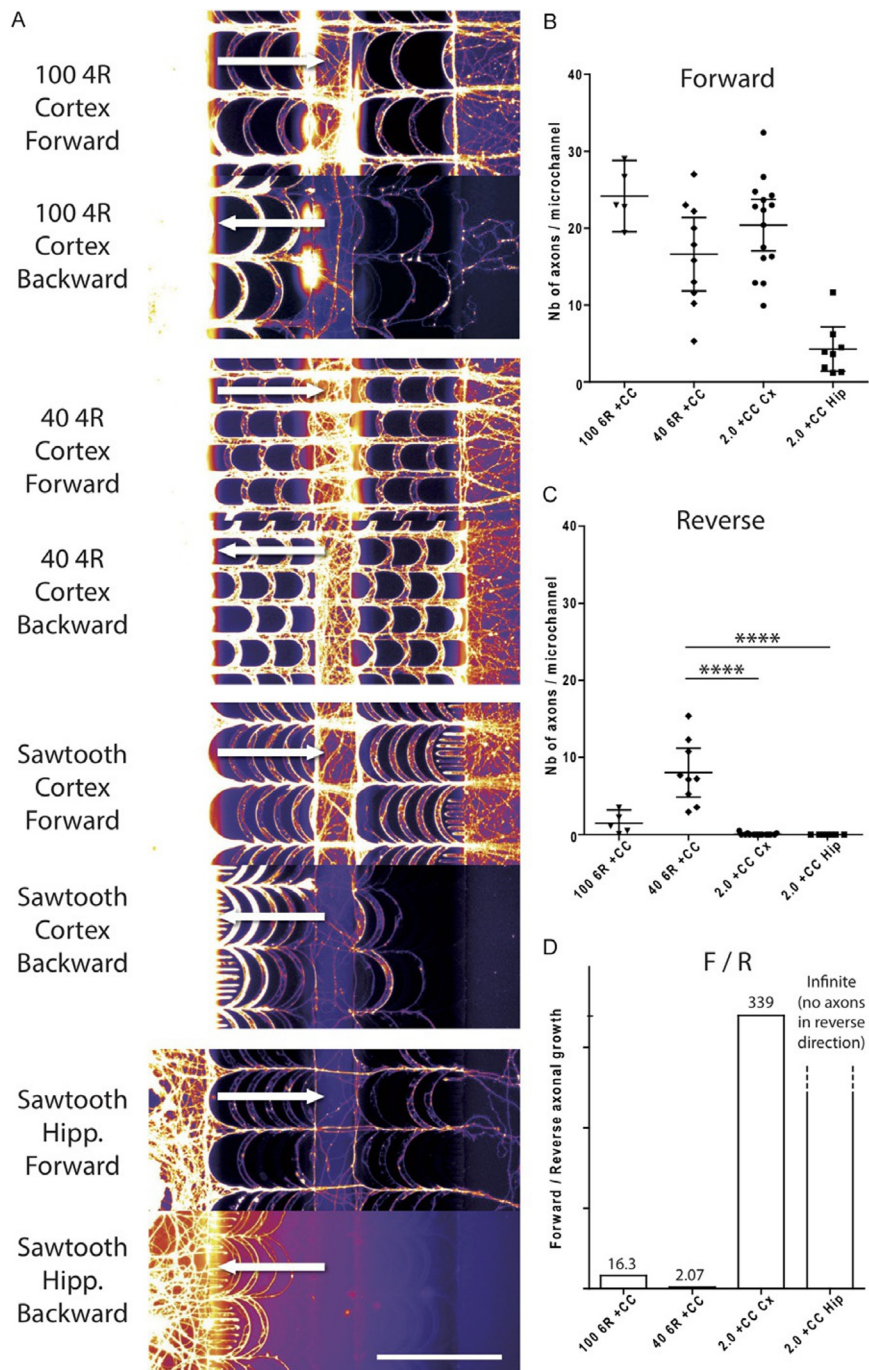 A
100 4R
Cortex
Forward
100 4R
Cortex
Backward
40 4R
Cortex
Forward
40 4R
Cortex
Backward
Sawtooth
Cortex
Forward
Sawtooth
Cortex
Backward
Sawtooth
Hipp.
Forward
Sawtooth
Hipp.
Backward
B
Forward
Nb of axons / microchannel
40
30
20
10
0
100 6R +CC
40 6R +CC
2.0 +CC Cx
2.0 +CC Hip
C
Reverse
Nb of axons / microchannel
40
30
20
10
0
****
****
100 6R +CC
40 6R +CC
2.0 +CC Cx
2.0 +CC Hip
D
F / R
Forward / Reverse axonal growth
16.3
2.07
339
Infinite
(no axons
in reverse
direction)
100 6R +CC
40 6R +CC
2.0 +CC Cx
2.0 +CC Hip